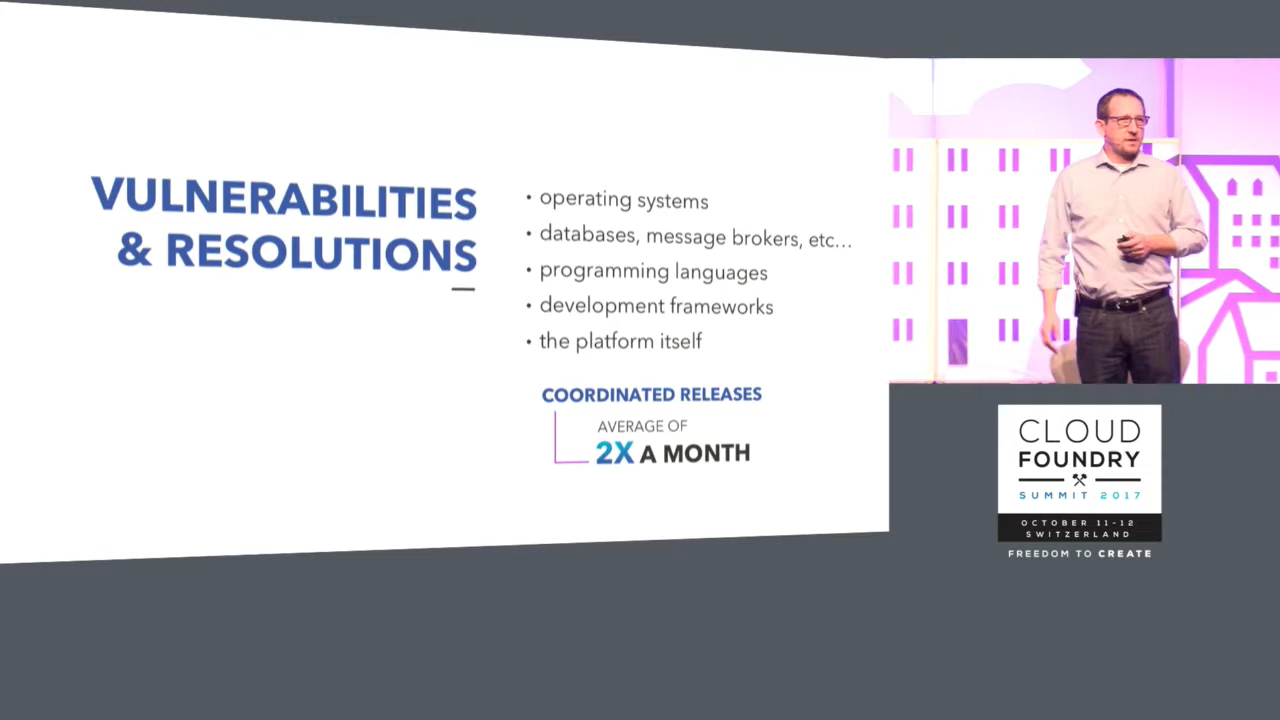 VULNERABILITIES
& RESOLUTIONS
• operating systems
• databases, message brokers, etc...
• programming languages
• development frameworks
• the platform itself
COORDINATED RELEASES
AVERAGE OF
2X A MONTH
CLOUD
FOUNDRY
SUMMIT 2017
OCTOBER 11-12
SWITZERLAND
FREEDOM TO CREATE